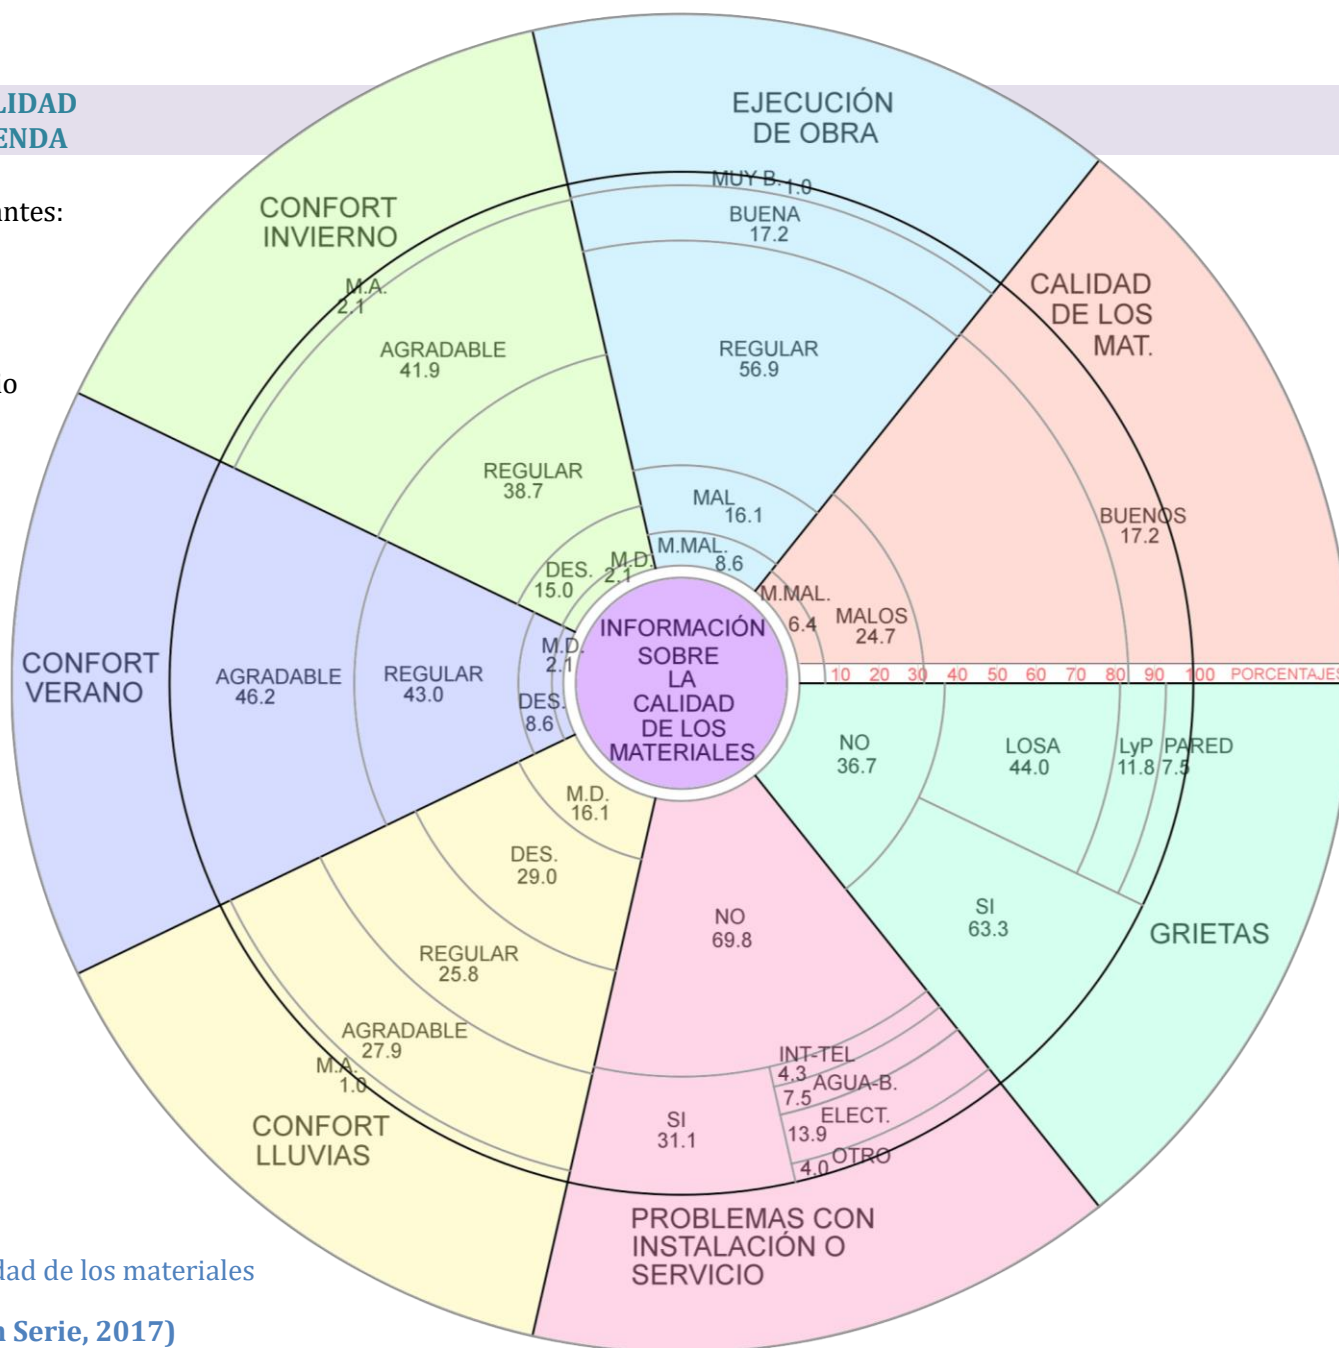 LIDAD
ENDA
antes:
io
EJECUCIÓN
DE OBRA
MUY B. 1.0
BUENA
17.2
REGULAR
56.9
MAL
16.1
M.MAL.
8.6
CALIDAD
DE LOS
MAT.
BUENOS
17.2
MALOS
24.7
M.MAL.
6.4
10 20 30 40 50 60 70 80 90 100 PORCENTAJES
CONFORT
INVIERNO
M.A.
2.1
AGRADABLE
41.9
REGULAR
38.7
DES.
15.0
M.D.
2.1
CONFORT
VERANO
AGRADABLE
46.2
REGULAR
43.0
DES.
8.6
M.D.
2.1
INFORMACIÓN
SOBRE
LA
CALIDAD
DE LOS
MATERIALES
NO
36.7
LOSA
44.0
LyP
11.8
PARED
7.5
SI
63.3
GRIETAS
M.D.
16.1
DES.
29.0
REGULAR
25.8
AGRADABLE
27.9
M.A.
1.0
CONFORT
LLUVIAS
NO
69.8
SI
31.1
INT-TEL
4.3
AGUA-B.
7.5
ELECT.
13.9
OTRO
4.0
PROBLEMAS CON
INSTALACIÓN O
SERVICIO
dad de los materiales
n Serie, 2017)